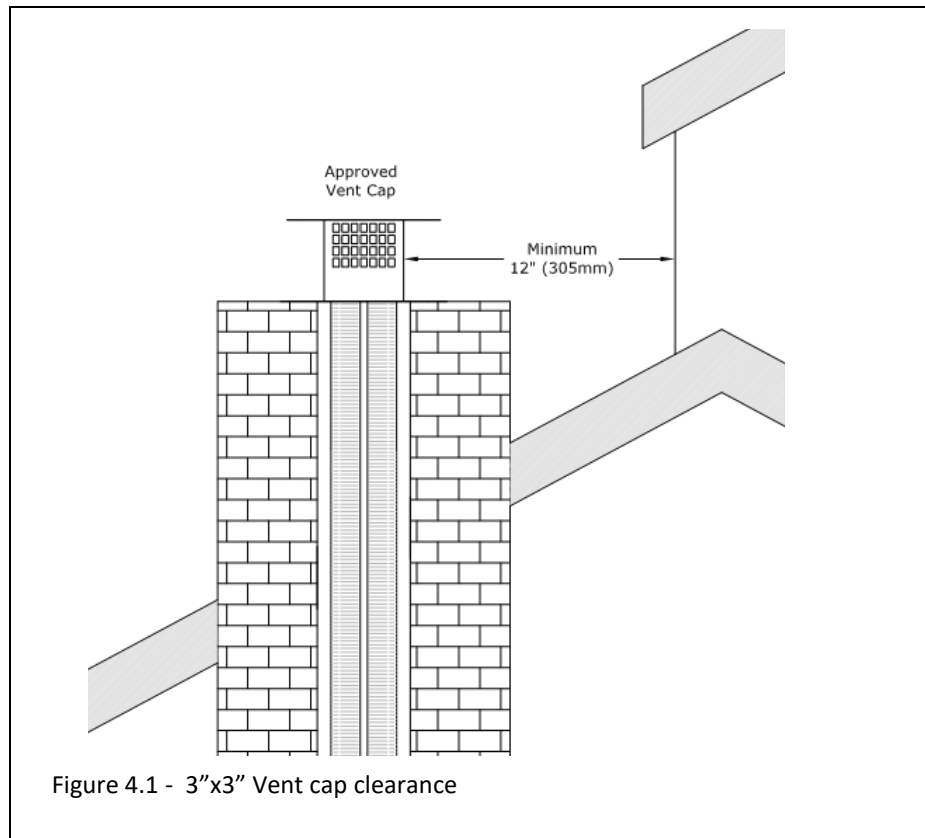 Approved
Vent Cap
Minimum
12" (305mm)
Figure 4.1 -  3”x3” Vent cap clearance